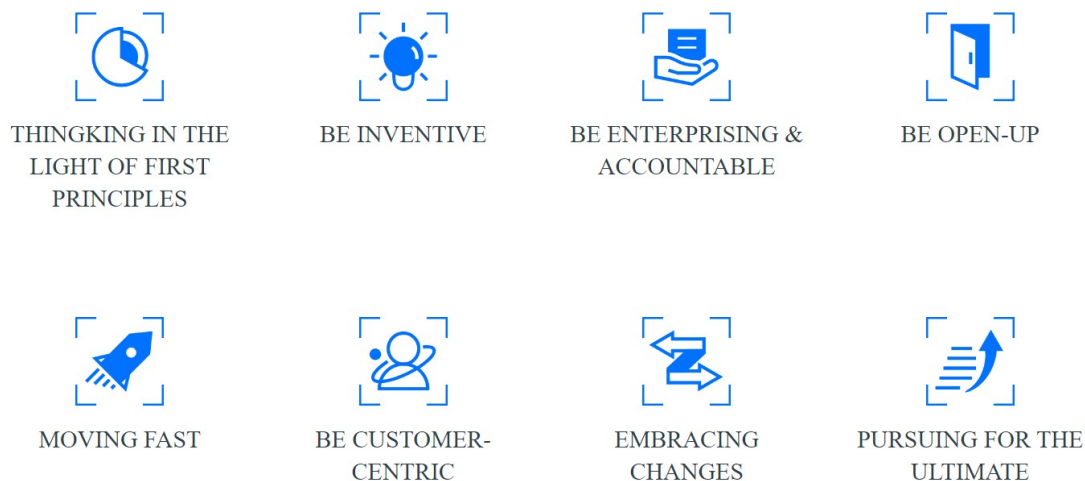 THINGKING IN THE
LIGHT OF FIRST
PRINCIPLES
BE INVENTIVE
BE ENTERPRISING &
ACCOUNTABLE
BE OPEN-UP
MOVING FAST
BE CUSTOMER-
CENTRIC
EMBRACING
CHANGES
PURSUING FOR THE
ULTIMATE